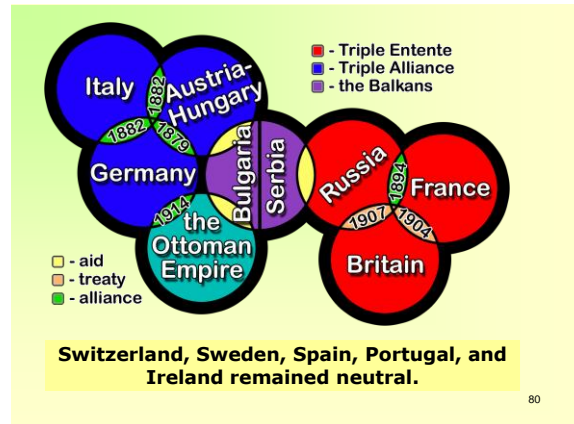 Italy
1882
Austria-
Hungary
- Triple Entente
- Triple Alliance
- the Balkans
1882
1879
Germany
Bulgaria
Serbia
Russia
1894
France
1914
the
Ottoman
Empire
1907
1904
Britain
- aid
- treaty
- alliance
Switzerland, Sweden, Spain, Portugal, and
Ireland remained neutral.
80